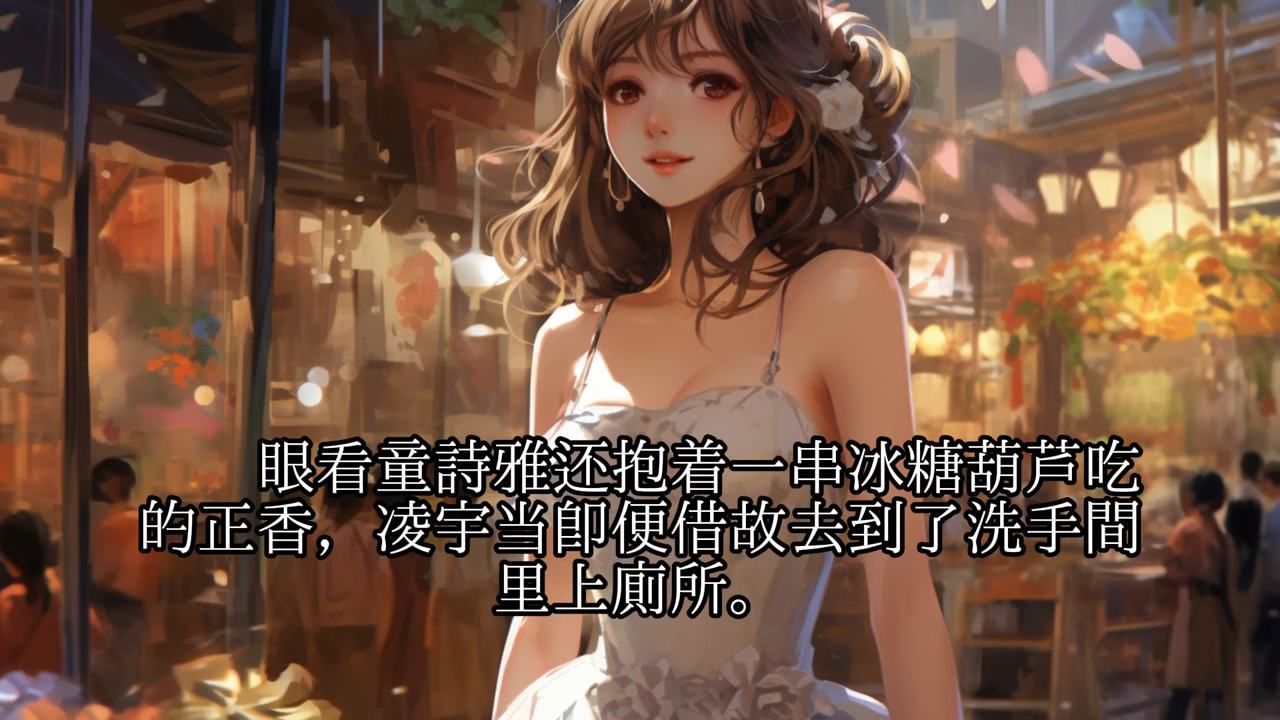 眼看童詩雅还抱着一串冰糖葫芦吃
的正香，凌宇当即便借故去到了洗手間
里上廁所。